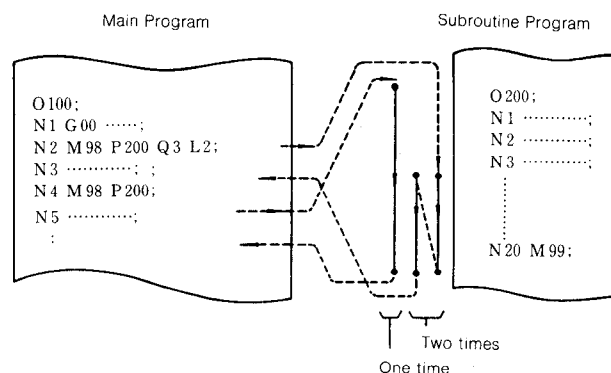 Main Program
O100;
N1 G00 ······;
N2 M98 P200 Q3 L2;
N3 ···········; ;
N4 M98 P200;
N5 ············;
:
Subroutine Program
O200;
N1 ···········;
N2 ···········;
N3 ···········;
N20 M99;
Two times
One time